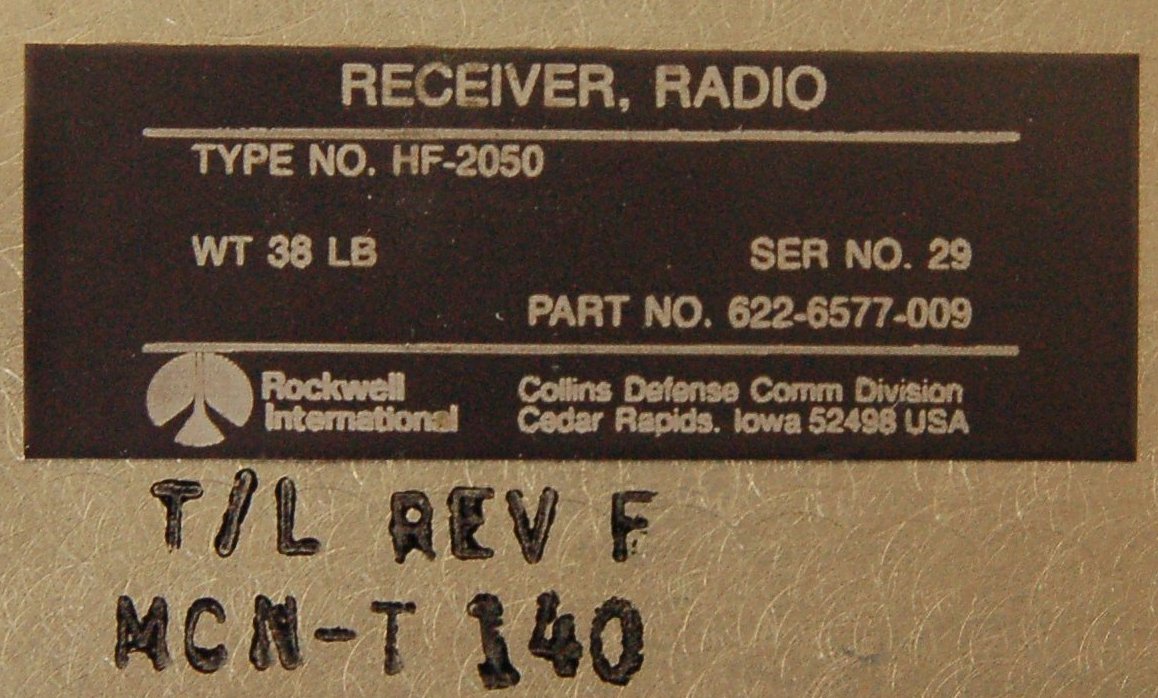 RECEIVER, RADIO
TYPE NO. HF-2050
WT 38 LB SER NO. 29
PART NO. 622-6577-009
Rockwell International
Collins Defense Comm Division
Cedar Rapids. Iowa 52498 USA
T/L REV F
MCN-T 140